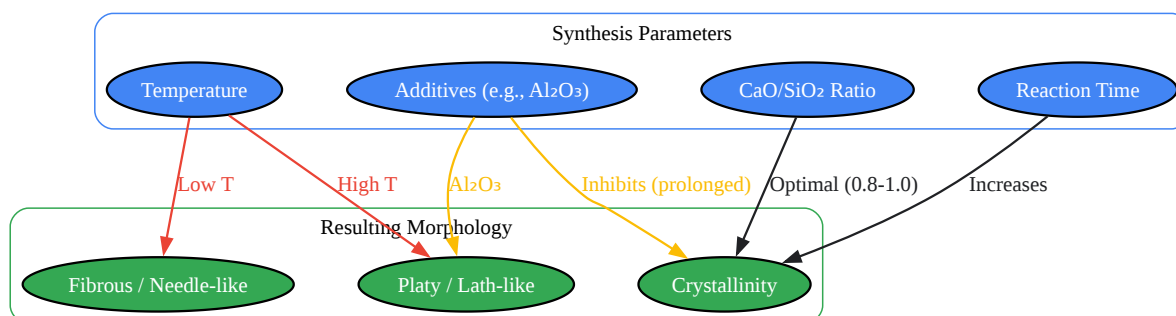 Synthesis Parameters
Temperature
Additives (e.g., Al₂O₃)
CaO/SiO₂ Ratio
Reaction Time
Low T
High T
Al₂O₃
Inhibits (prolonged)
Optimal (0.8-1.0)
Increases
Resulting Morphology
Fibrous / Needle-like
Platy / Lath-like
Crystallinity